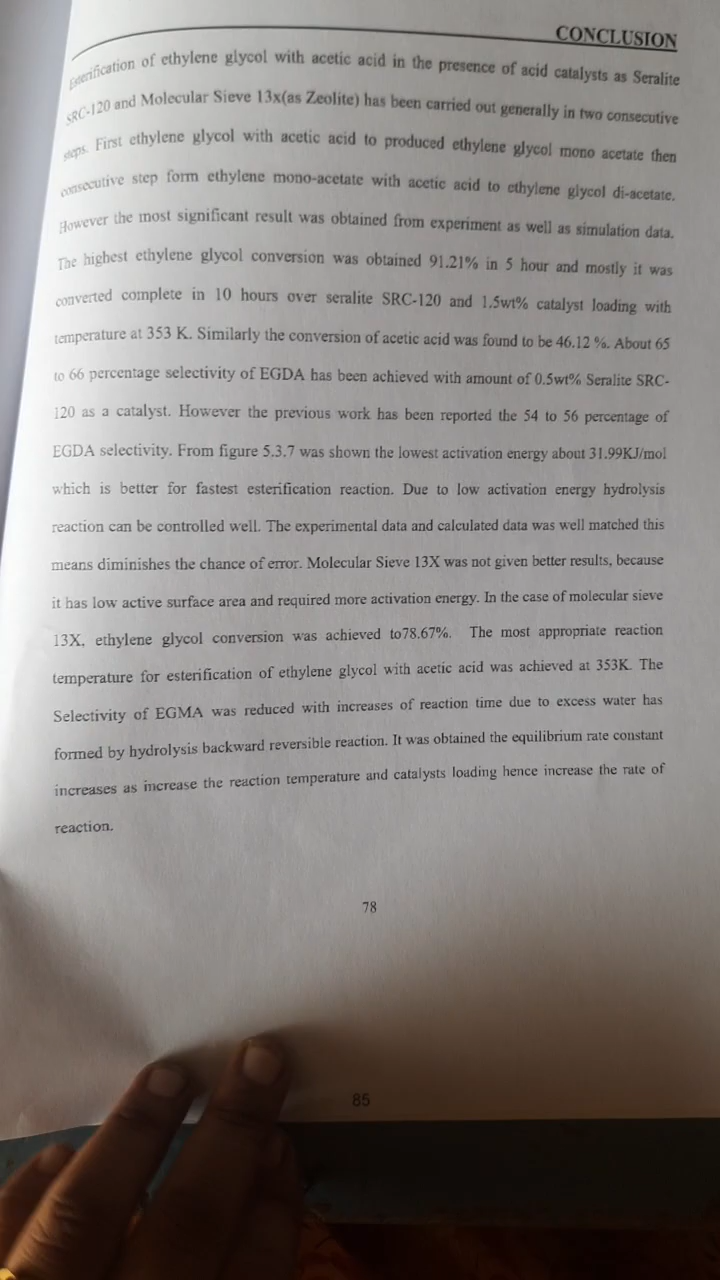 CONCLUSION
Esterification of ethylene glycol with acetic acid in the presence of acid catalysts as Seralite
SRC-120 and Molecular Sieve 13x(as Zeolite) has been carried out generally in two consecutive
steps. First ethylene glycol with acetic acid to produced ethylene glycol mono acetate then
consecutive step form ethylene mono-acetate with acetic acid to ethylene glycol di-acetate.
However the most significant result was obtained from experiment as well as simulation data.
The highest ethylene glycol conversion was obtained 91.21% in 5 hour and mostly it was
converted complete in 10 hours over seralite SRC-120 and 1.5wt% catalyst loading with
temperature at 353 K. Similarly the conversion of acetic acid was found to be 46.12 %. About 65
to 66 percentage selectivity of EGDA has been achieved with amount of 0.5wt% Seralite SRC-
120 as a catalyst. However the previous work has been reported the 54 to 56 percentage of
EGDA selectivity. From figure 5.3.7 was shown the lowest activation energy about 31.99KJ/mol
which is better for fastest esterification reaction. Due to low activation energy hydrolysis
reaction can be controlled well. The experimental data and calculated data was well matched this
means diminishes the chance of error. Molecular Sieve 13X was not given better results, because
it has low active surface area and required more activation energy. In the case of molecular sieve
13X, ethylene glycol conversion was achieved to78.67%. The most appropriate reaction
temperature for esterification of ethylene glycol with acetic acid was achieved at 353K. The
Selectivity of EGMA was reduced with increases of reaction time due to excess water has
formed by hydrolysis backward reversible reaction. It was obtained the equilibrium rate constant
increases as increase the reaction temperature and catalysts loading hence increase the rate of
reaction.
78
85